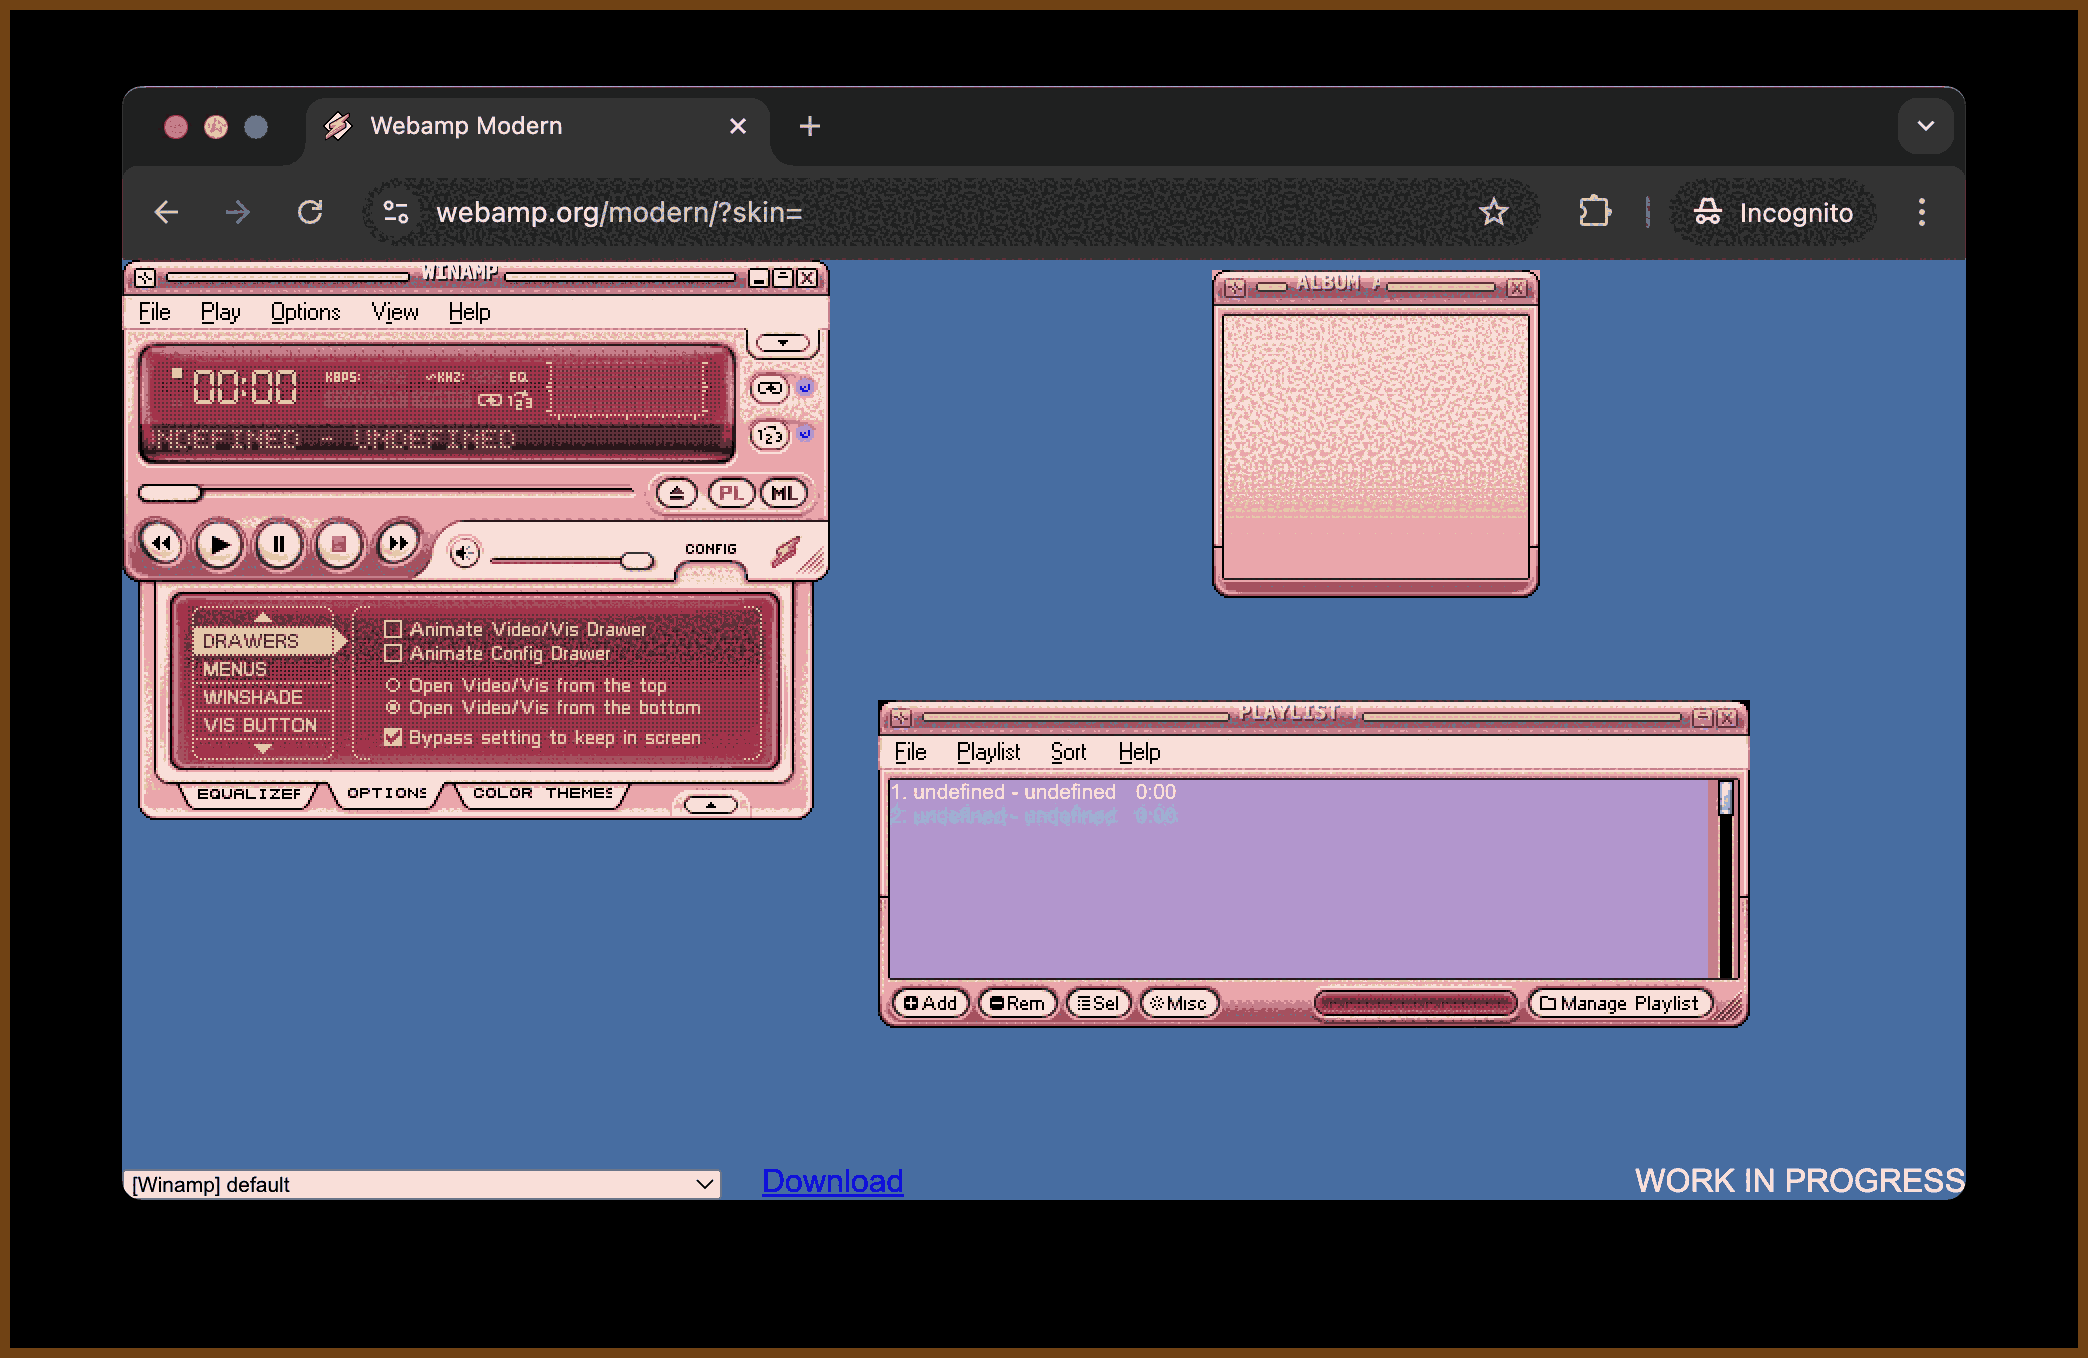 Webamp Modern
webamp.org/modern/?skin=
Incognito
WINAMP
File Play Options View Help
00:00 KBPS: KHZ: EQ
123
NDEFINED - UNDEFINED
123
PL ML
CONFIG
DRAWERS
MENUS
WINSHADE
VIS BUTTON
Animate Video/Vis Drawer
Animate Config Drawer
Open Video/Vis from the top
Open Video/Vis from the bottom
Bypass setting to keep in screen
EQUALIZER OPTIONS COLOR THEMES
ALBUM
PLAYLIST
File Playlist Sort Help
1. undefined - undefined 0:00
2. undefined - undefined 0:00
Add Rem Sel Misc Manage Playlist
[Winamp] default
Download
WORK IN PROGRESS